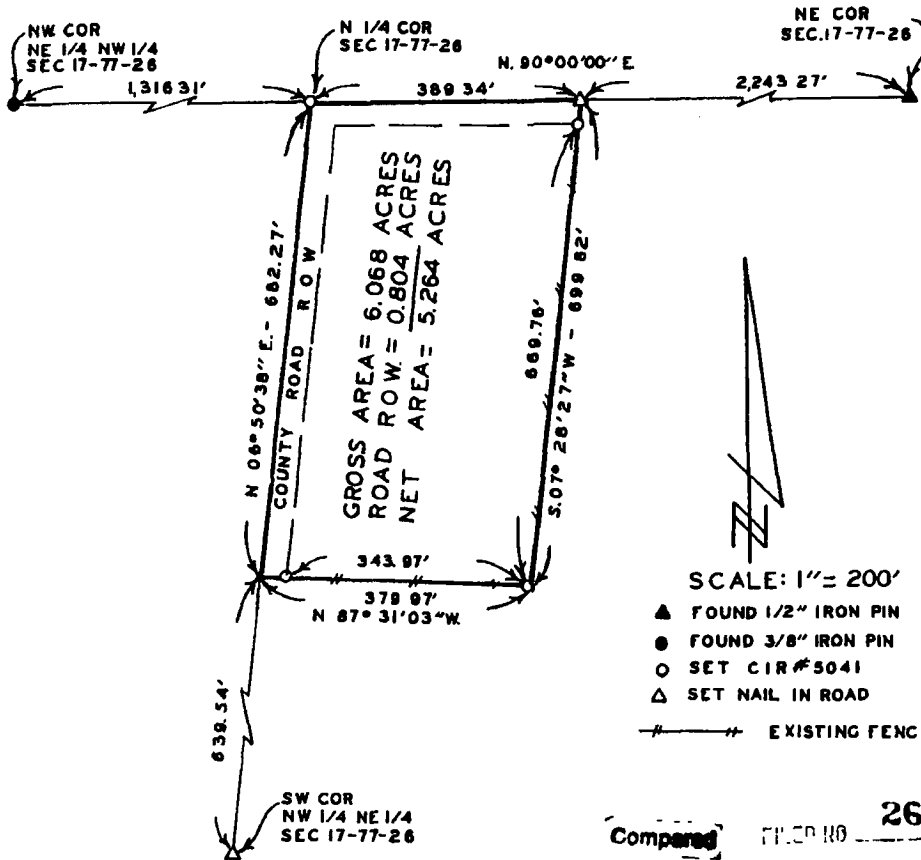 NW COR
NE 1/4 NW 1/4
SEC 17-77-26
N 1/4 COR
SEC 17-77-26
NE COR
SEC. 17-77-26
N. 90°00'00" E.
1,316 31'
389 34'
2,243 27'
N 06° 50' 38" E. - 682.27'
COUNTY ROAD ROW
GROSS AREA = 6.068 ACRES
ROAD ROW. = 0.804 ACRES
NET AREA = 5.264 ACRES
669.76'
S. 07° 28' 27" W - 699 82'
343.97'
379 97'
N 87° 31' 03" W.
639.54'
SW COR
NW 1/4 NE 1/4
SEC 17-77-26
SCALE: 1" = 200'
FOUND 1/2" IRON PIN
FOUND 3/8" IRON PIN
SET CIR #5041
SET NAIL IN ROAD
EXISTING FENC
Compared
FILED NO
26